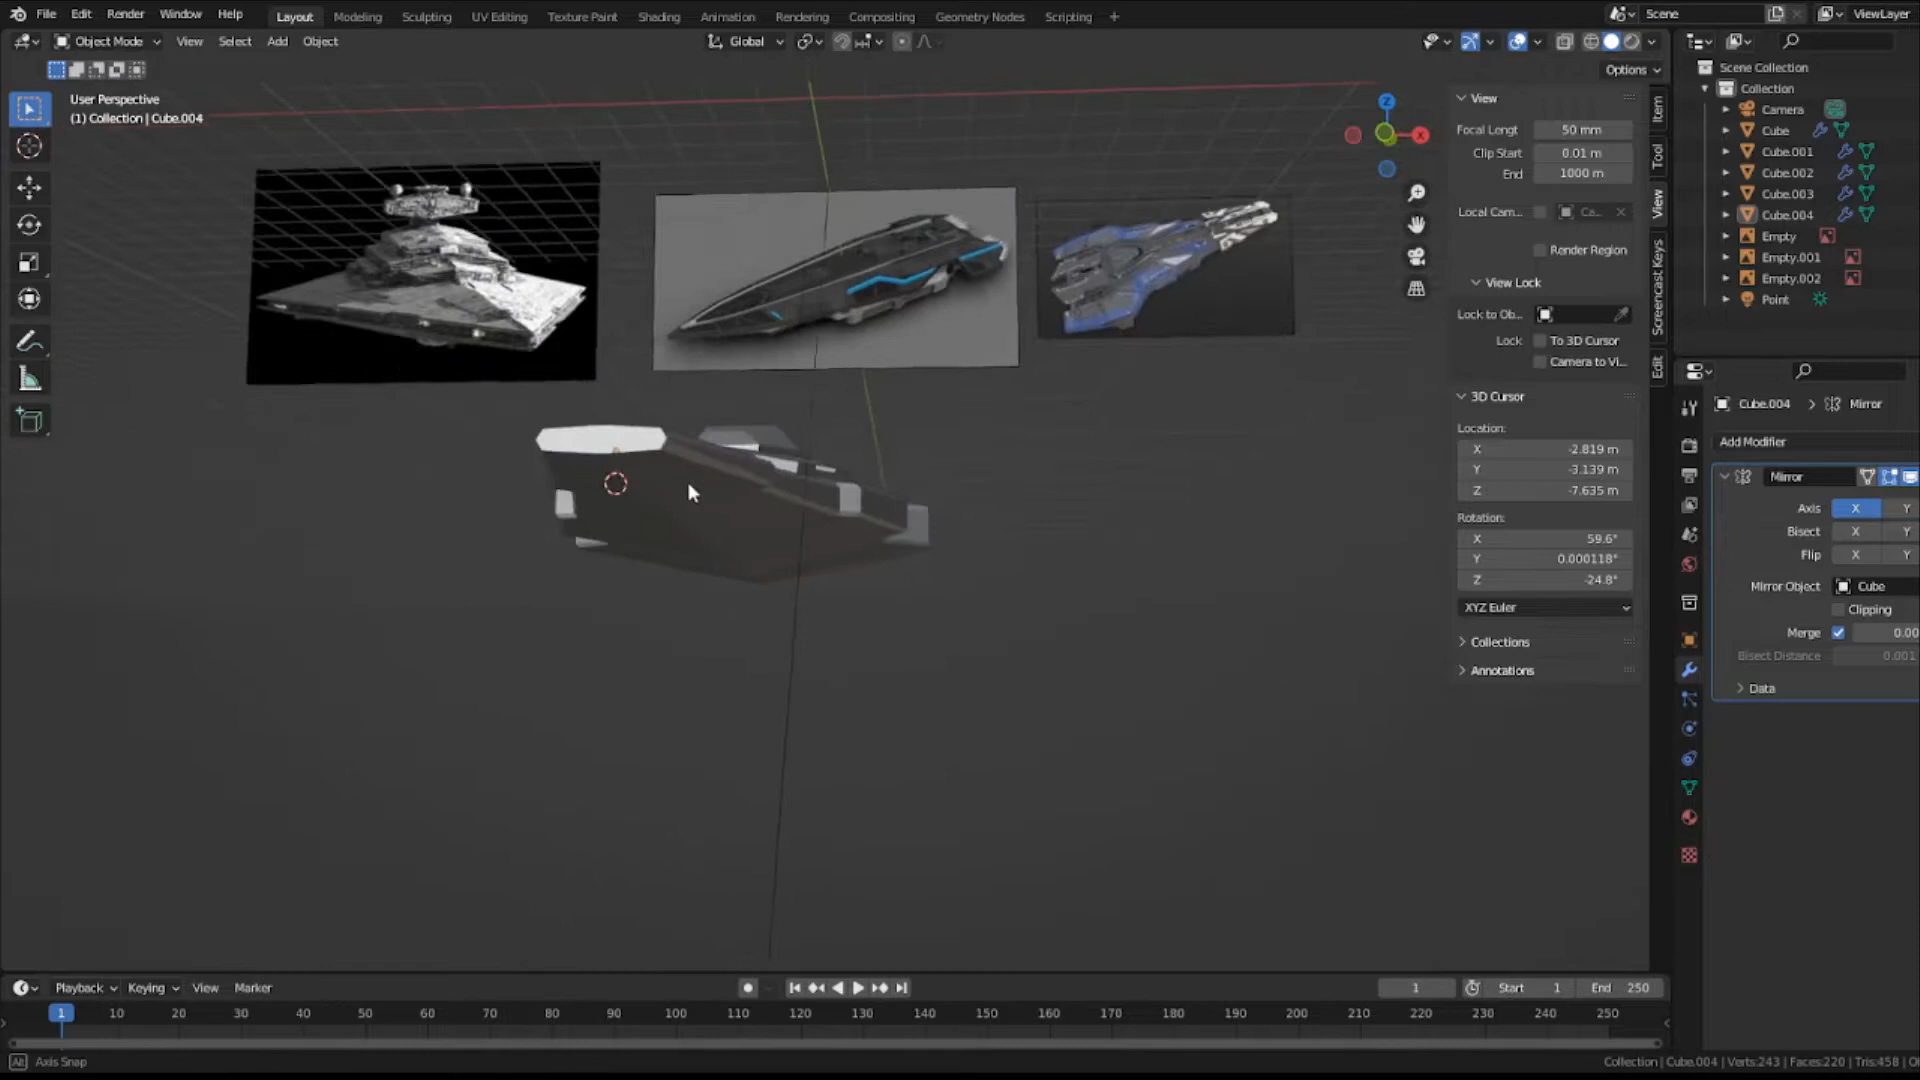 File Edit Render Window Help Layout Modeling Sculpting UV Editing Texture Paint Shading Animation Rendering Compositing Geometry Nodes Scripting + Scene ViewLayer
Object Mode View Select Add Object Global
Options
User Perspective
(1) Collection | Cube.004
Z
X
View
Focal Lengt 50 mm
Clip Start 0.01 m
End 1000 m
Local Cam... Ca...
Render Region
View Lock
Lock to Ob...
Lock To 3D Cursor
Camera to Vi...
3D Cursor
Location:
X -2.819 m
Y -3.139 m
Z -7.635 m
Rotation:
X 59.6°
Y 0.000118°
Z -24.8°
XYZ Euler
Collections
Annotations
Item
Tool
View
Screencast Keys
Edit
Scene Collection
Collection
Camera
Cube
Cube.001
Cube.002
Cube.003
Cube.004
Empty
Empty.001
Empty.002
Point
Cube.004 > Mirror
Add Modifier
Mirror
Axis X Y
Bisect X Y
Flip X Y
Mirror Object Cube
Clipping
Merge 0.00
Bisect Distance 0.001
Data
Playback Keying View Marker 1 Start 1 End 250
1 10 20 30 40 50 60 70 80 90 100 110 120 130 140 150 160 170 180 190 200 210 220 230 240 250
Alt Axis Snap
Collection | Cube.004 | Verts:243 | Faces:220 | Tris:458 |